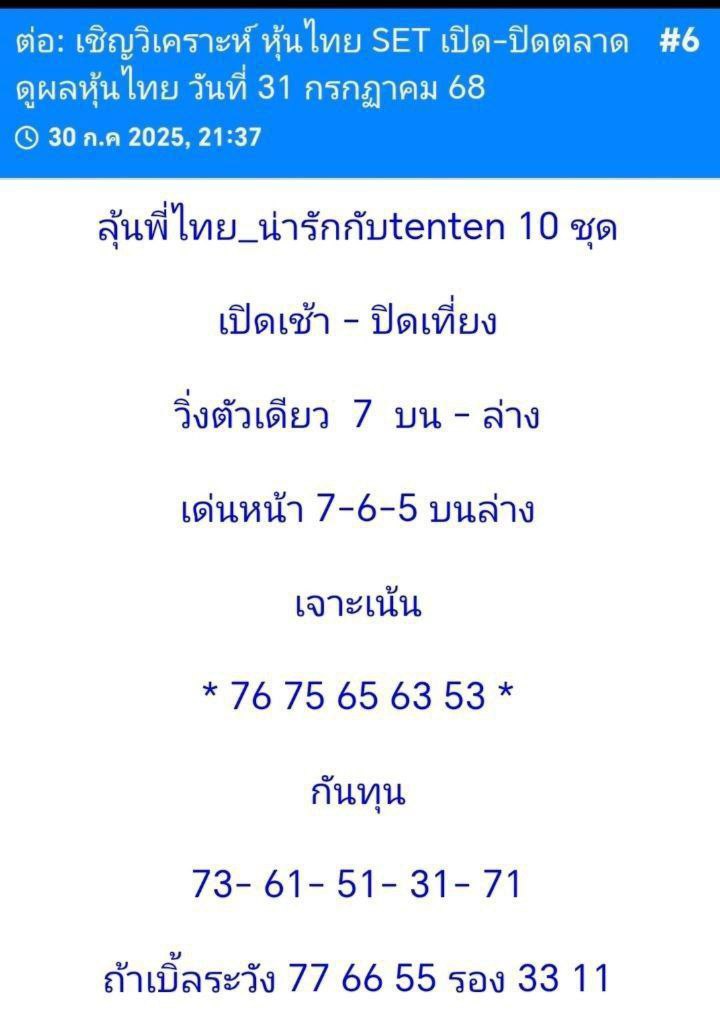 ต่อ: เชิญวิเคราะห์ หุ้นไทย SET เปิด-ปิดตลาด #6
ดูผลหุ้นไทย วันที่ 31 กรกฏาคม 68
30 ก.ค 2025, 21:37
ลุ้นพี่ไทย_น่ารักกับtenten 10 ชุด
เปิดเช้า - ปิดเที่ยง
วิ่งตัวเดียว 7 บน - ล่าง
เด่นหน้า 7-6-5 บนล่าง
เจาะเน้น
* 76 75 65 63 53 *
กันทุน
73- 61- 51- 31- 71
ถ้าเบิ้ลระวัง 77 66 55 รอง 33 11